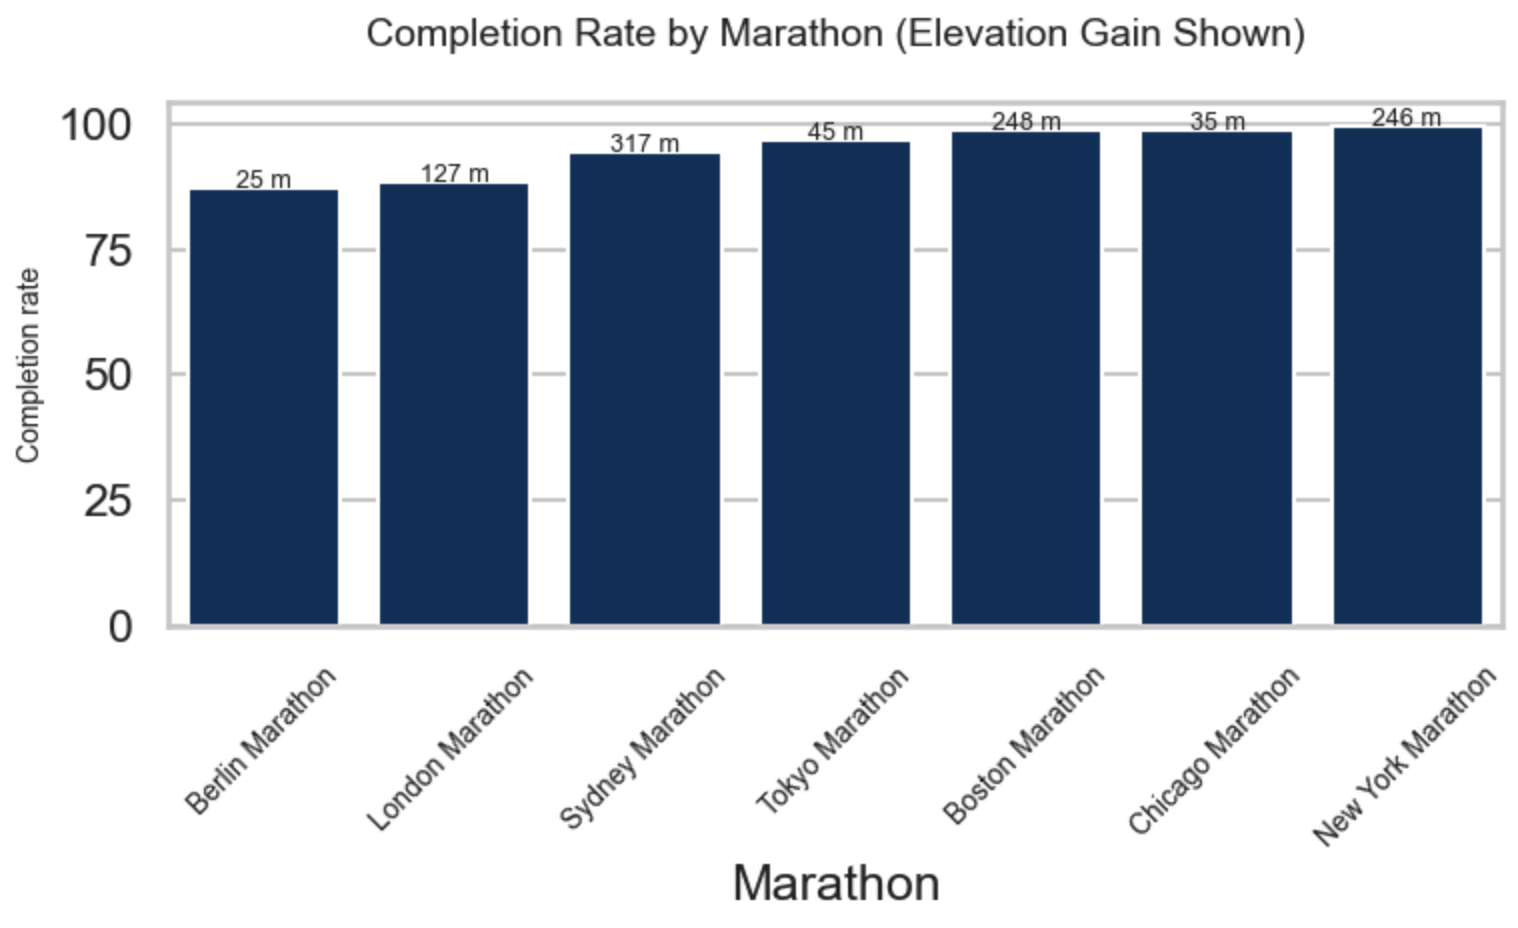 Completion Rate by Marathon (Elevation Gain Shown)
Completion rate
100
75
50
25
0
25 m
127 m
317 m
45 m
248 m
35 m
246 m
Berlin Marathon
London Marathon
Sydney Marathon
Tokyo Marathon
Boston Marathon
Chicago Marathon
New York Marathon
Marathon